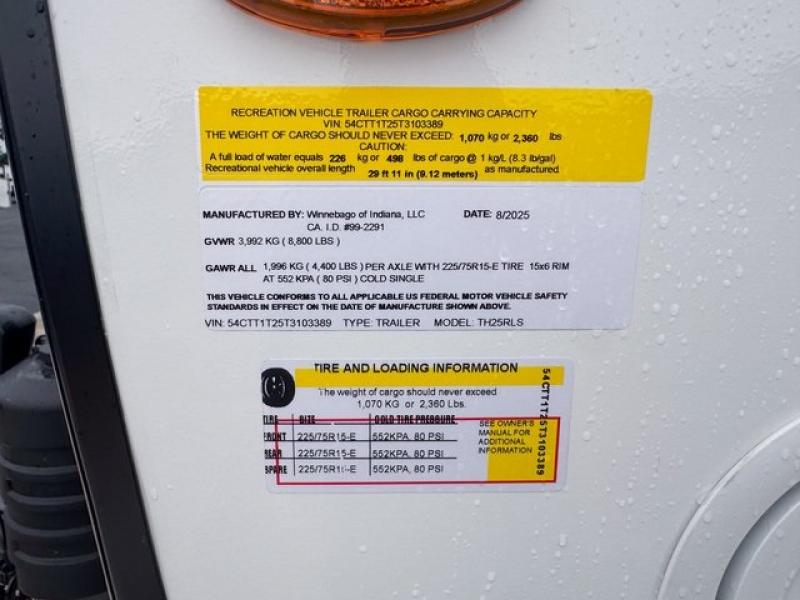 RECREATION VEHICLE TRAILER CARGO CARRYING CAPACITY
VIN: 54CTT1T25T3103389
THE WEIGHT OF CARGO SHOULD NEVER EXCEED: 1,070 kg or 2,360 lbs
CAUTION:
A full load of water equals 226 kg or 498 lbs of cargo @ 1 kg/L (8.3 lb/gal)
Recreational vehicle overall length 29 ft 11 in (9.12 meters) as manufactured
MANUFACTURED BY: Winnebago of Indiana, LLC DATE: 8/2025
CA. I.D. #99-2291
GVWR 3,992 KG ( 8,800 LBS )
GAWR ALL 1,996 KG ( 4,400 LBS ) PER AXLE WITH 225/75R15-E TIRE 15x6 RIM
AT 552 KPA ( 80 PSI ) COLD SINGLE
THIS VEHICLE CONFORMS TO ALL APPLICABLE US FEDERAL MOTOR VEHICLE SAFETY
STANDARDS IN EFFECT ON THE DATE OF MANUFACTURE SHOWN ABOVE.
VIN: 54CTT1T25T3103389 TYPE: TRAILER MODEL: TH25RLS
TIRE AND LOADING INFORMATION
The weight of cargo should never exceed
1,070 KG or 2,360 Lbs.
TIRE SIZE COLD TIRE PRESSURE
FRONT 225/75R15-E 552KPA, 80 PSI
REAR 225/75R15-E 552KPA, 80 PSI
SPARE 225/75R15-E 552KPA, 80 PSI
SEE OWNER'S
MANUAL FOR
ADDITIONAL
INFORMATION
54CTT1T25T3103389